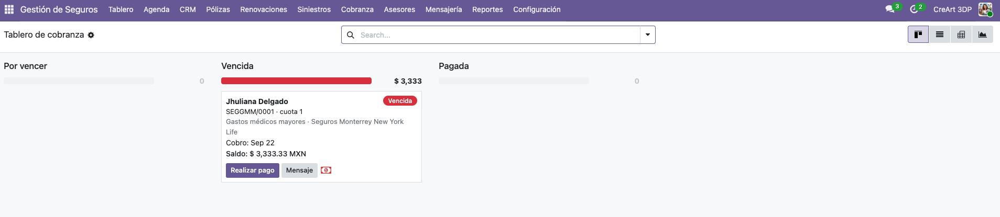 Gestión de Seguros Tablero Agenda CRM Pólizas Renovaciones Siniestros Cobranza Asesores Mensajería Reportes Configuración 3 2 CreArt 3DP
Tablero de cobranza Search...
Por vencer Vencida Pagada
0 $ 3,333 0
Jhuliana Delgado Vencida
SEGGMM/0001 · cuota 1
Gastos médicos mayores · Seguros Monterrey New York
Life
Cobro: Sep 22
Saldo: $ 3,333.33 MXN
Realizar pago Mensaje